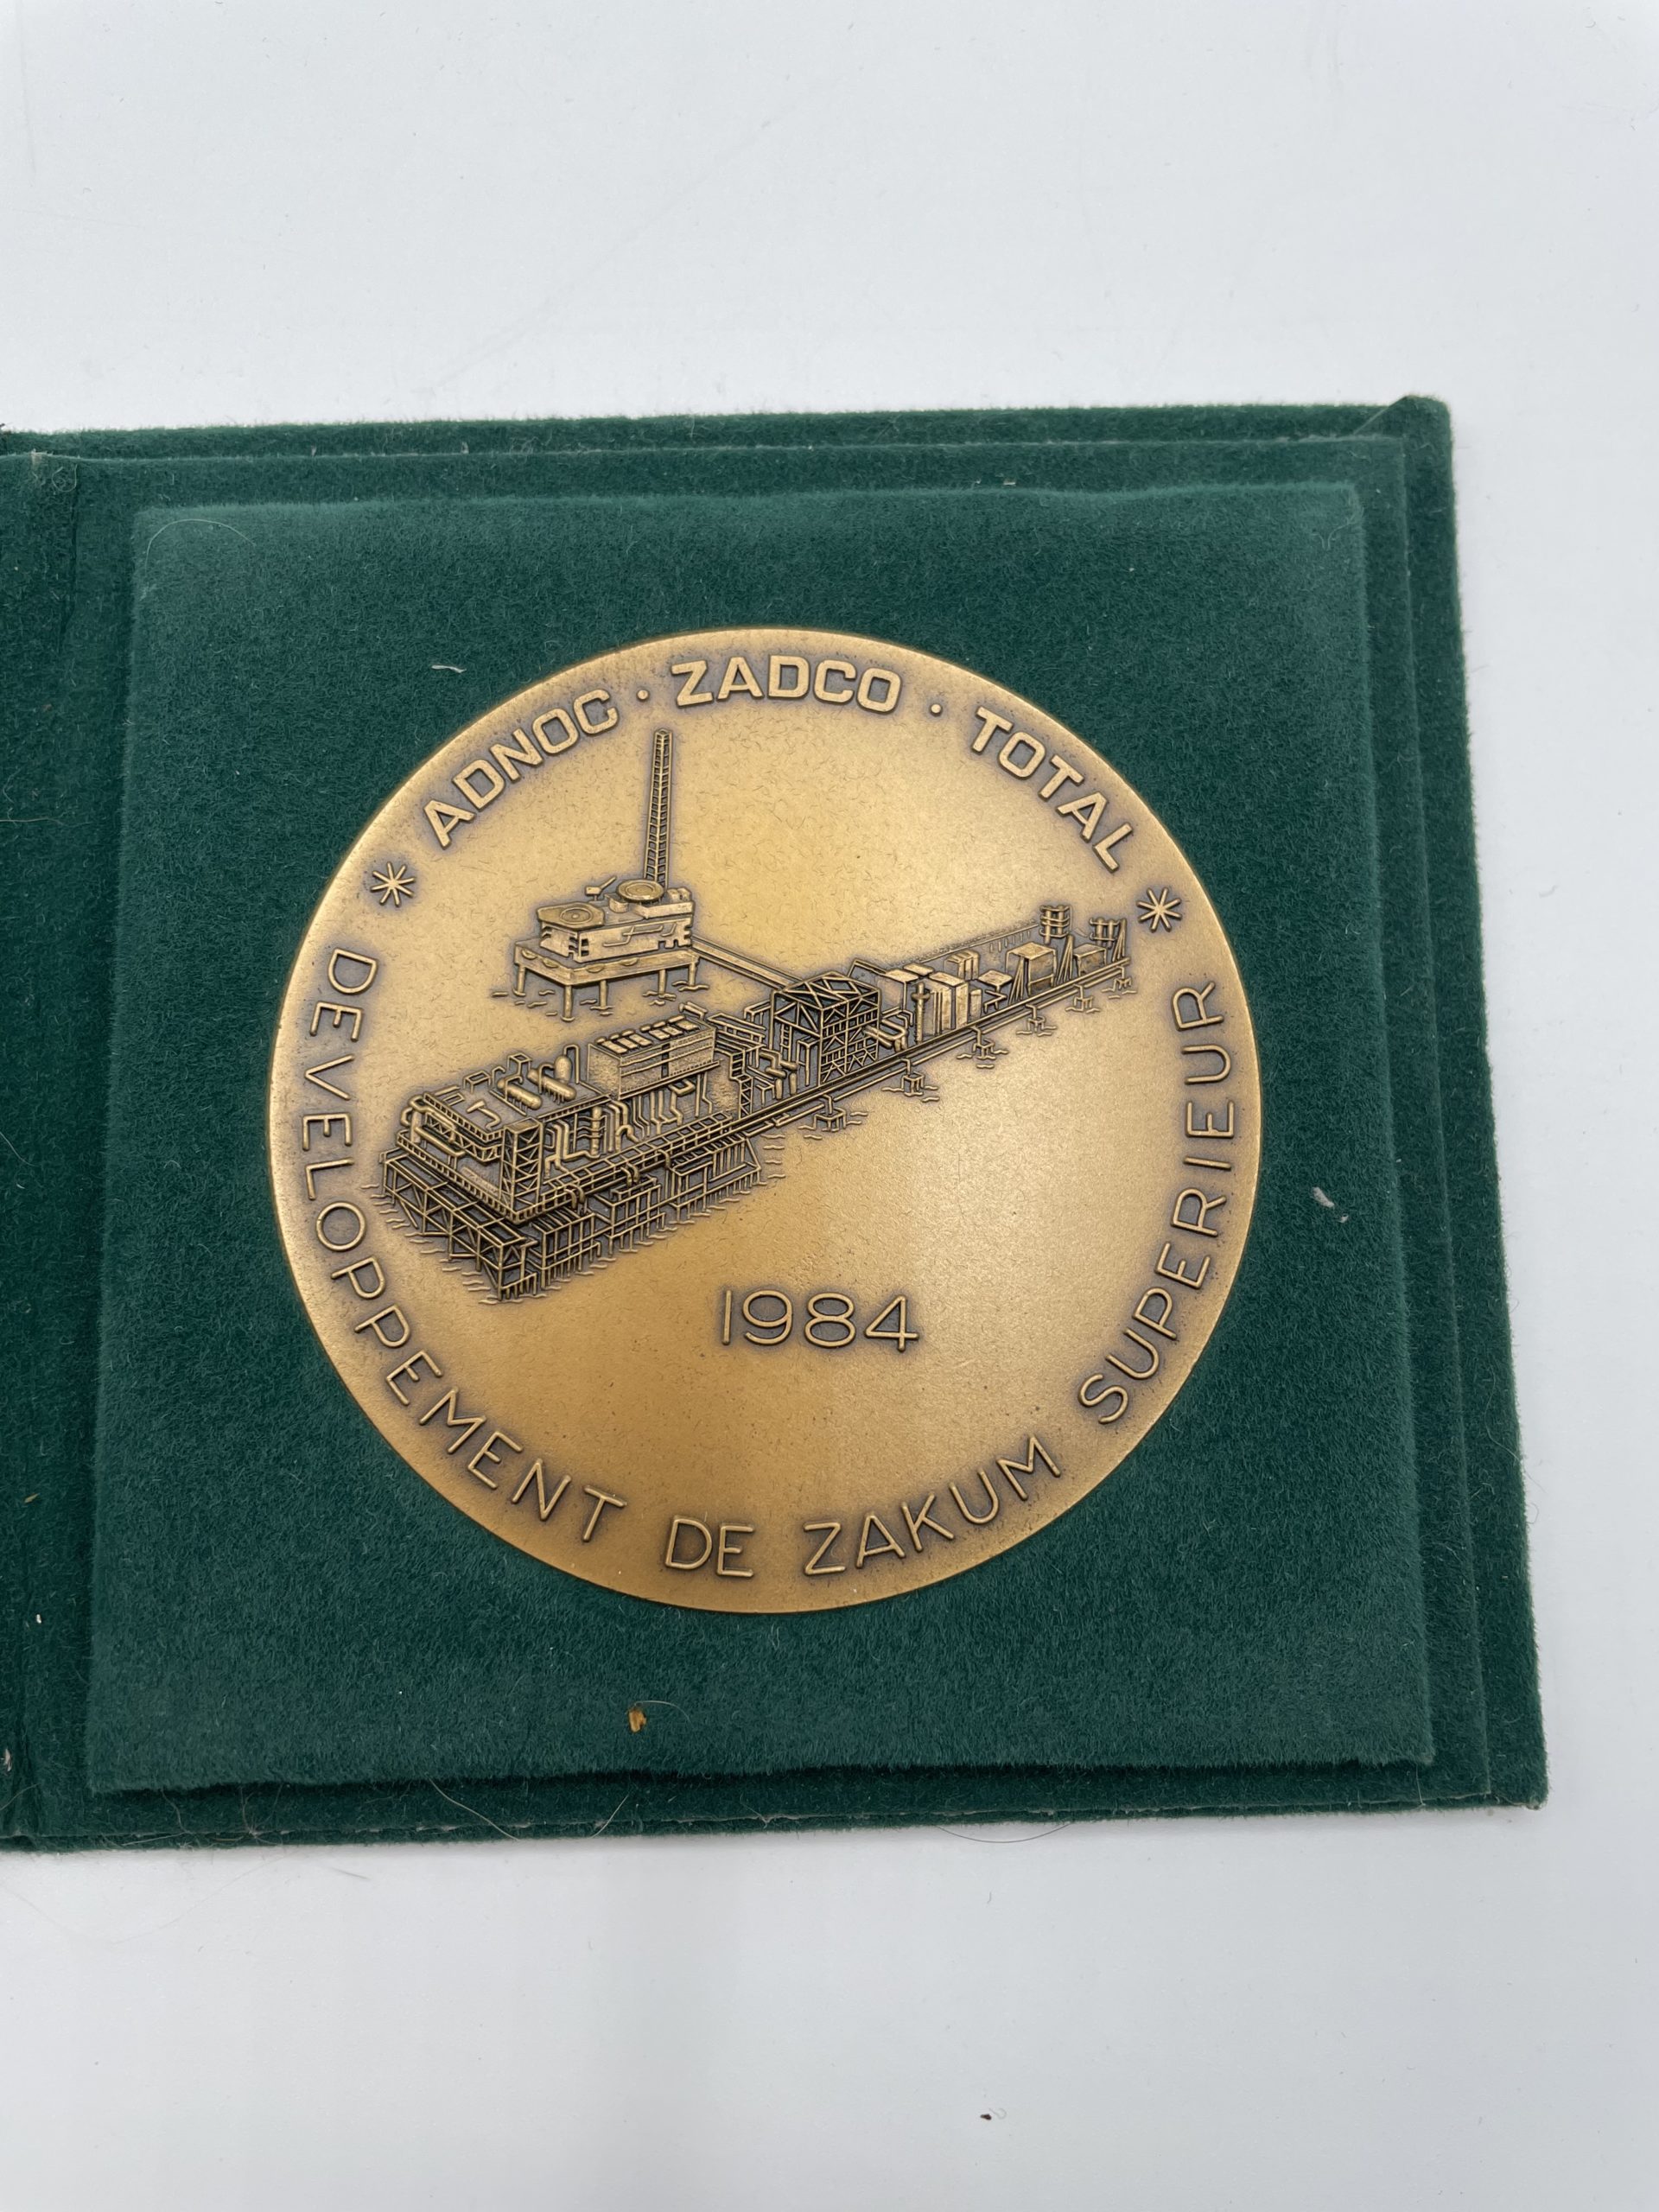 ADNOC · ZADCO · TOTAL
1984
DEVELOPPEMENT DE ZAKUM SUPERIEUR